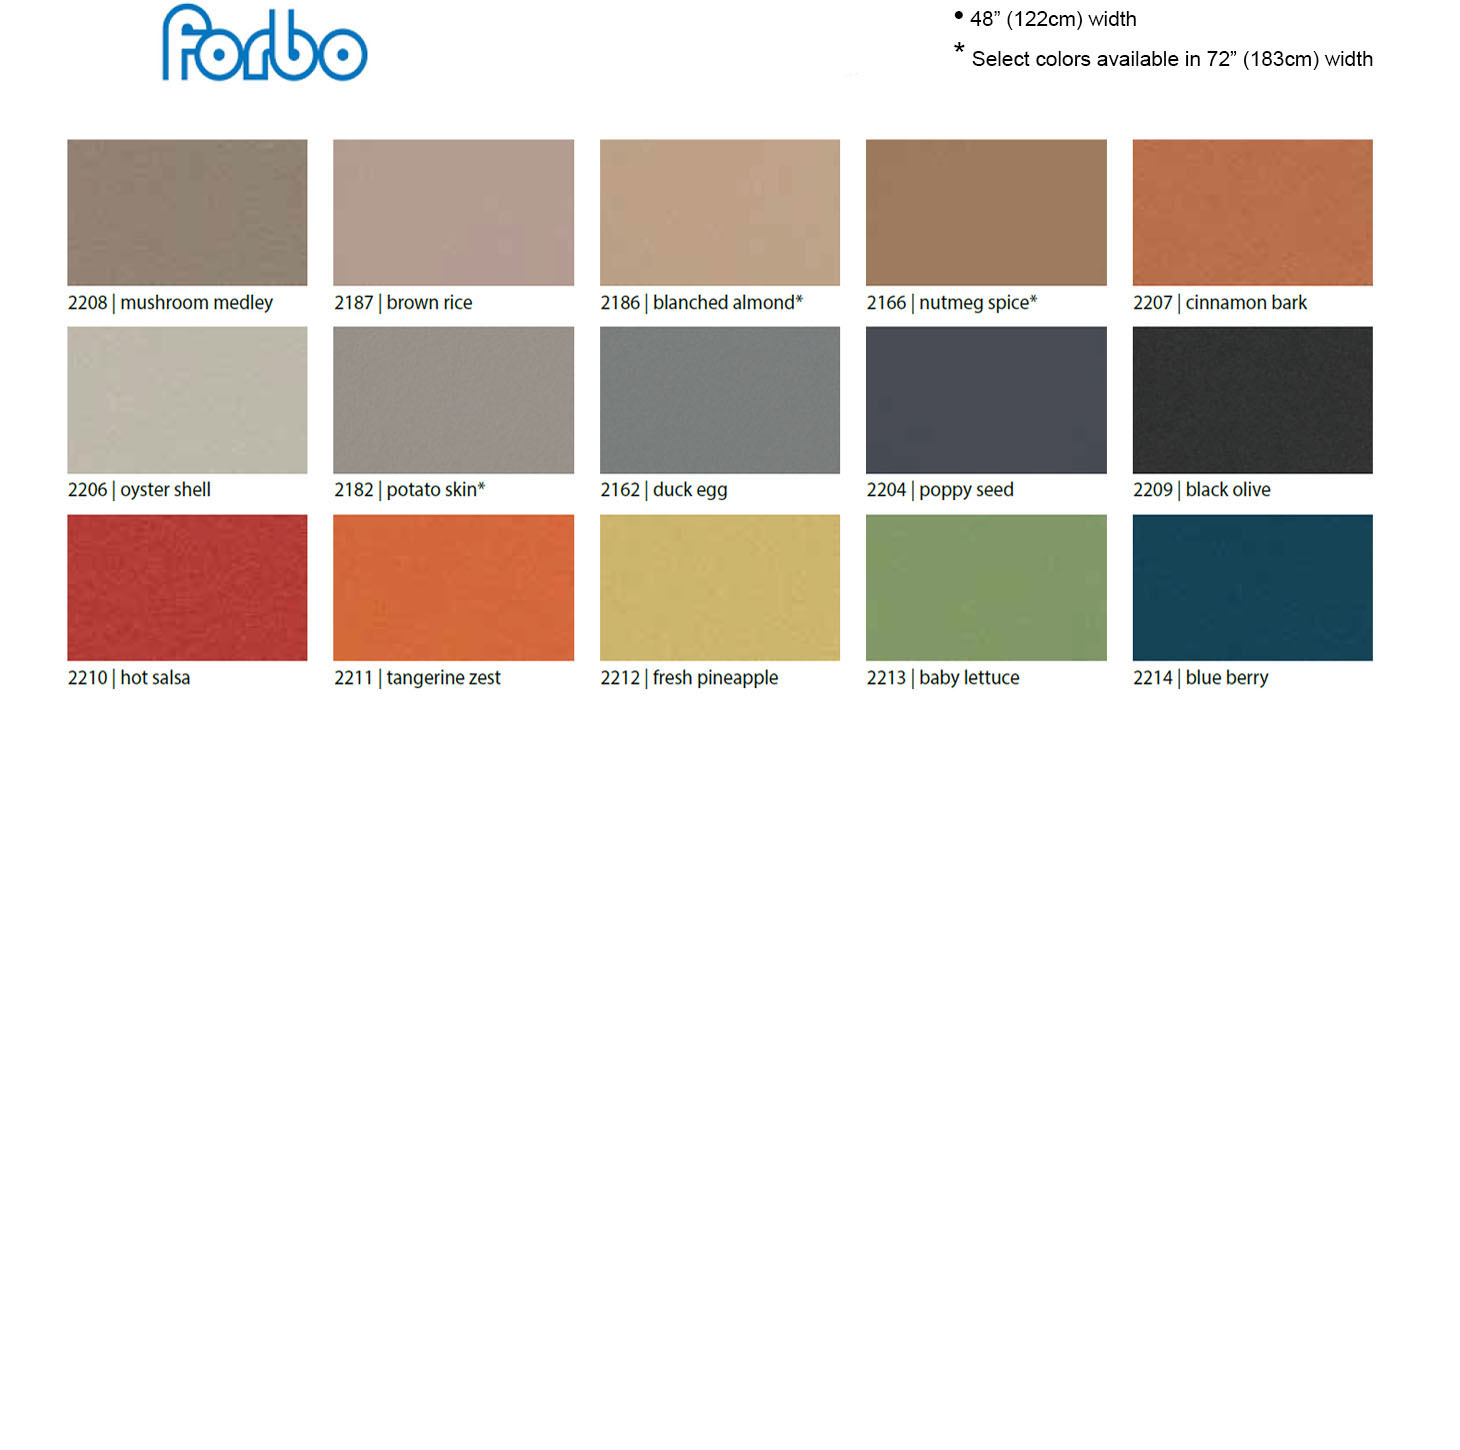 forbo
• 48” (122cm) width
* Select colors available in 72” (183cm) width
2208 | mushroom medley
2187 | brown rice
2186 | blanched almond*
2166 | nutmeg spice*
2207 | cinnamon bark
2206 | oyster shell
2182 | potato skin*
2162 | duck egg
2204 | poppy seed
2209 | black olive
2210 | hot salsa
2211 | tangerine zest
2212 | fresh pineapple
2213 | baby lettuce
2214 | blue berry